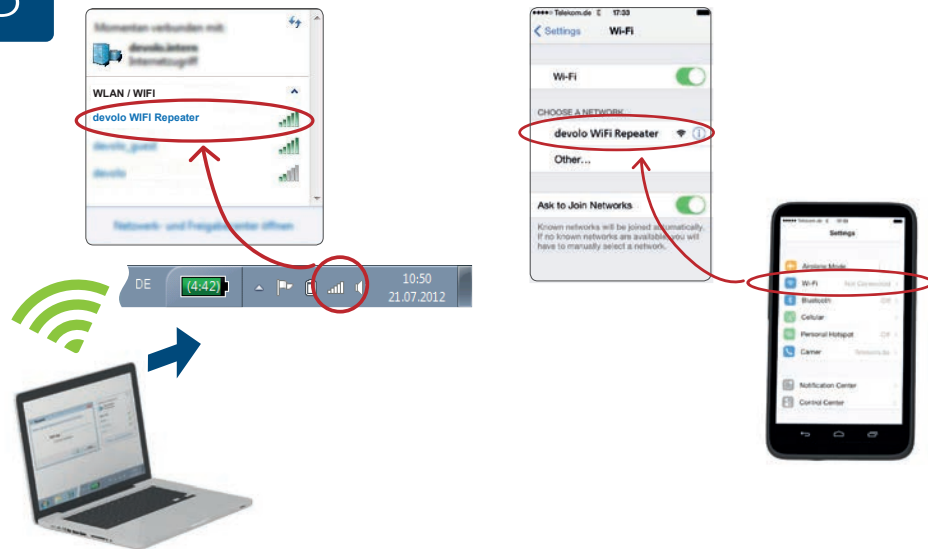 Momentan verbunden mit:
devolo.intern
Internetzugriff
WLAN / WIFI
devolo WIFI Repeater
devolo_guest
devolo
Netzwerk- und Freigabecenter öffnen
DE
(4:42)
10:50
21.07.2012
Telekom.de
17:33
Settings
Wi-Fi
Wi-Fi
CHOOSE A NETWORK...
devolo WiFi Repeater
Other...
Ask to Join Networks
Known networks will be joined automatically.
If no known networks are available, you will
have to manually select a network.
Settings
Airplane Mode
Wi-Fi
Not Connected
Bluetooth
Off
Cellular
Personal Hotspot
Off
Carrier
Telekom.de
Notification Center
Control Center